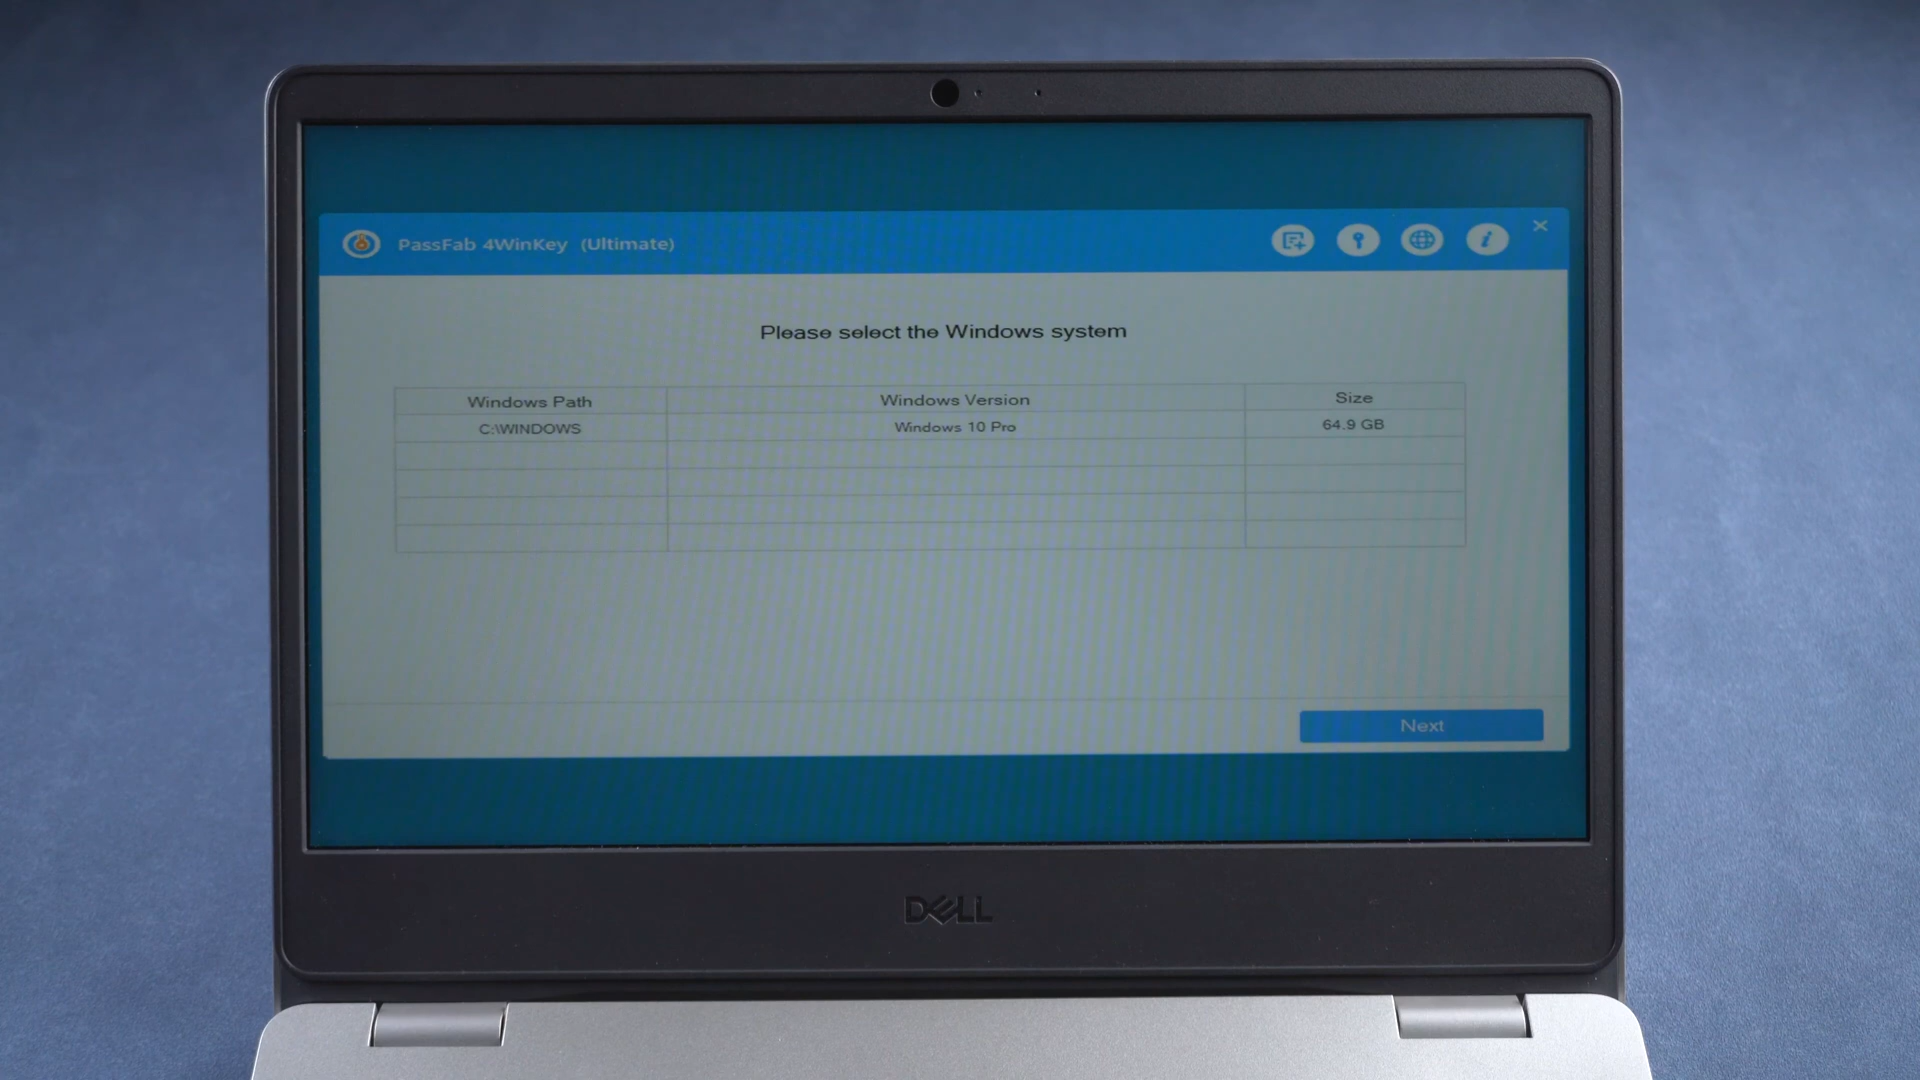 PassFab 4WinKey (Ultimate)
Please select the Windows system
Windows Path Windows Version Size
C:\WINDOWS Windows 10 Pro 64.9 GB
Next
DELL